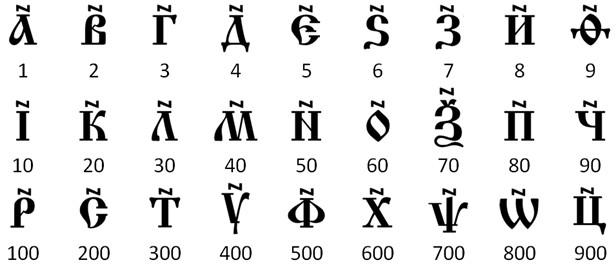 А҃ В҃ Г҃ Д҃ Є҃ Ѕ҃ З҃ И҃ Ѳ҃
1 2 3 4 5 6 7 8 9
І҃ К҃ Л҃ М҃ Н҃ О҃ Ѯ҃ П҃ Ч҃
10 20 30 40 50 60 70 80 90
Р҃ С҃ Т҃ Ѵ҃ Ф҃ Х҃ Ѱ҃ Ѡ҃ Ц҃
100 200 300 400 500 600 700 800 900